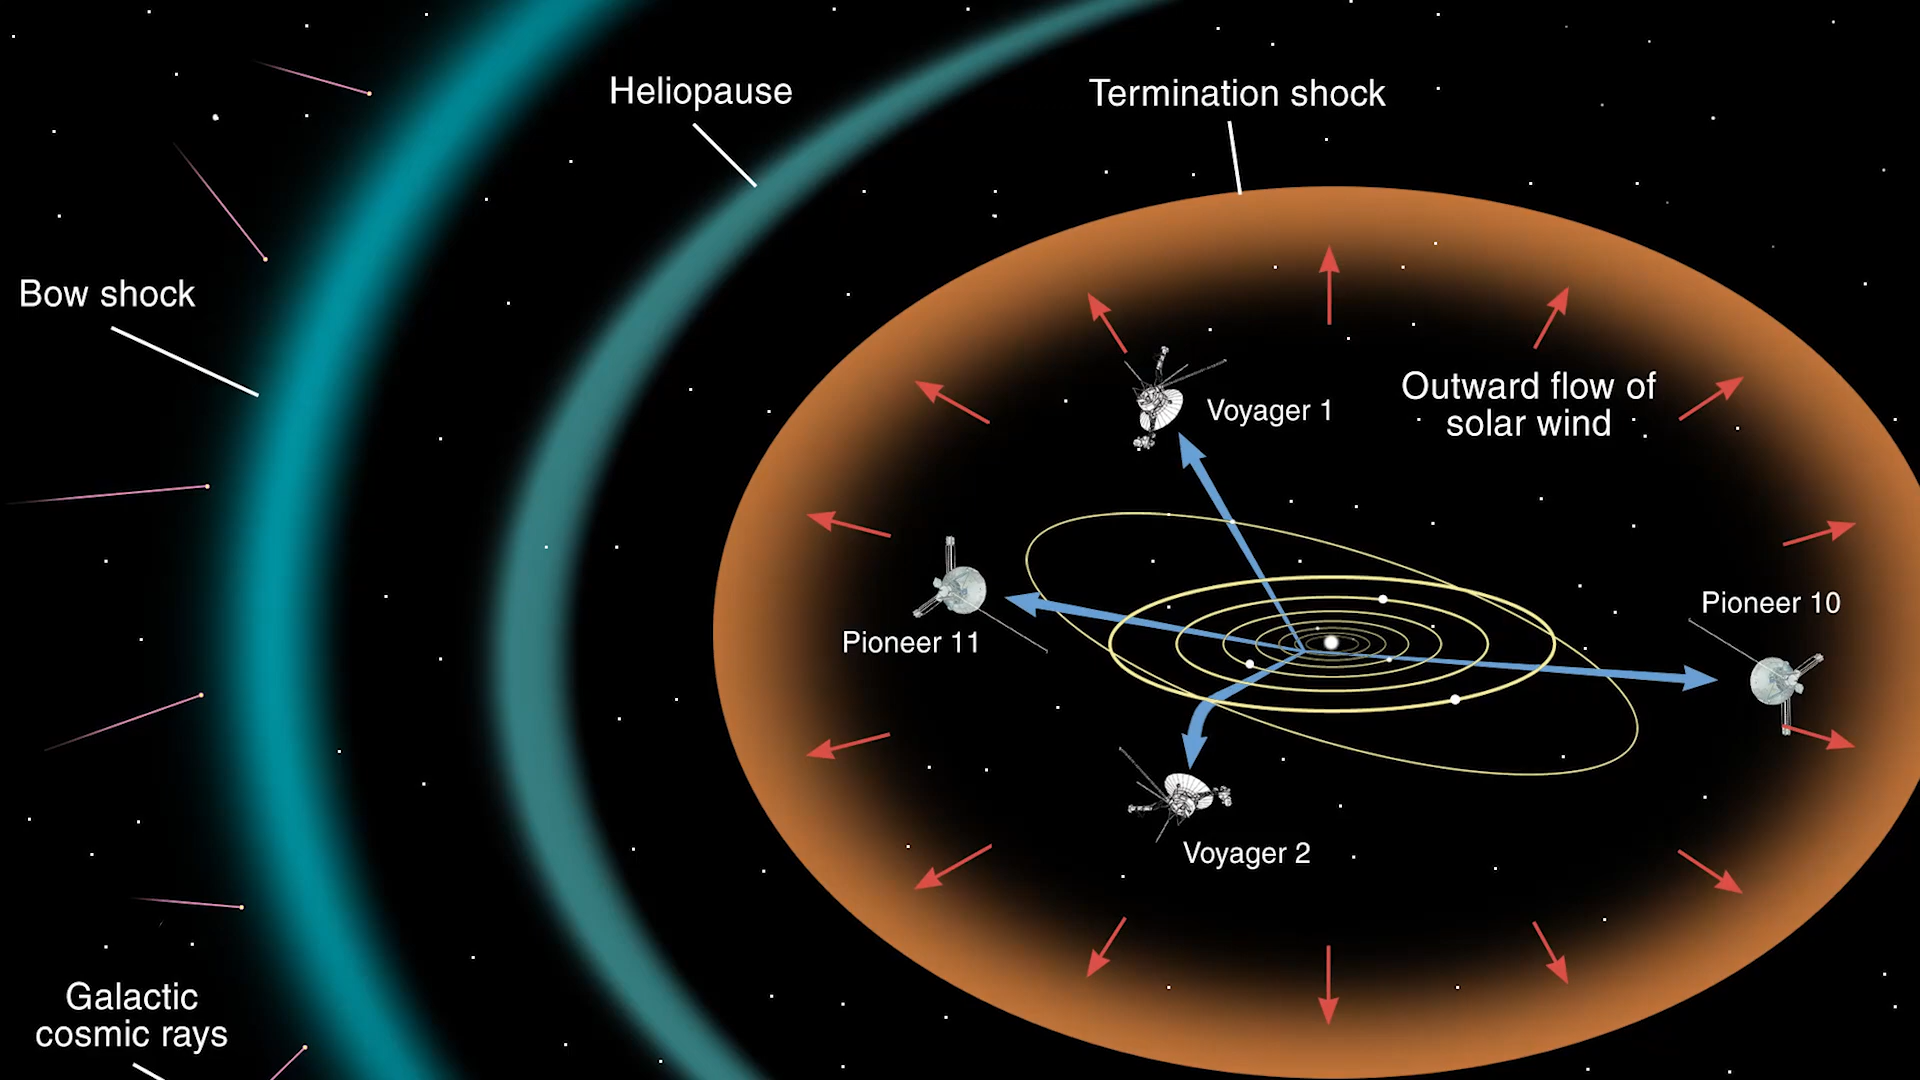 Heliopause
Termination shock
Bow shock
Outward flow of
solar wind
Voyager 1
Pioneer 10
Pioneer 11
Voyager 2
Galactic
cosmic rays